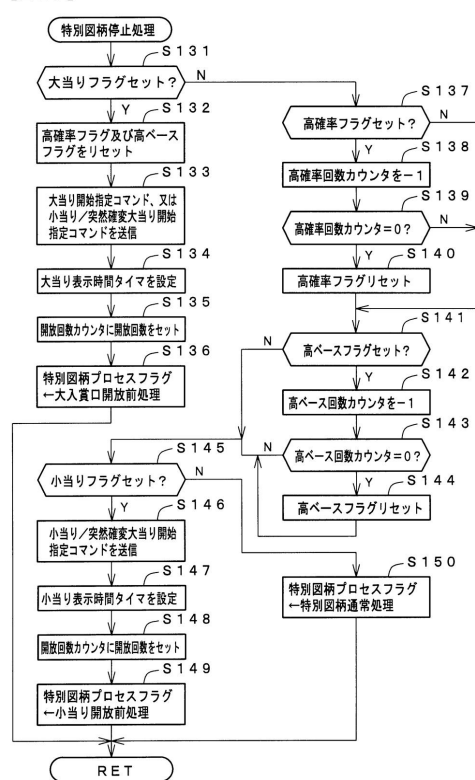 特別図柄停止処理
S131
大当りフラグセット?
N
Y
S132
高確率フラグ及び高ベース
フラグをリセット
S133
大当り開始指定コマンド、又は
小当り/突然確変大当り開始
指定コマンドを送信
S134
大当り表示時間タイマを設定
S135
開放回数カウンタに開放回数をセット
S136
特別図柄プロセスフラグ
←大入賞口開放前処理
S137
高確率フラグセット?
N
Y
S138
高確率回数カウンタを-1
S139
高確率回数カウンタ=0?
N
Y
S140
高確率フラグリセット
S141
高ベースフラグセット?
N
Y
S142
高ベース回数カウンタを-1
S143
高ベース回数カウンタ=0?
N
Y
S144
高ベースフラグリセット
S145
小当りフラグセット?
N
Y
S146
小当り/突然確変大当り開始
指定コマンドを送信
S147
小当り表示時間タイマを設定
S148
開放回数カウンタに開放回数をセット
S149
特別図柄プロセスフラグ
←小当り開放前処理
S150
特別図柄プロセスフラグ
←特別図柄通常処理
RET